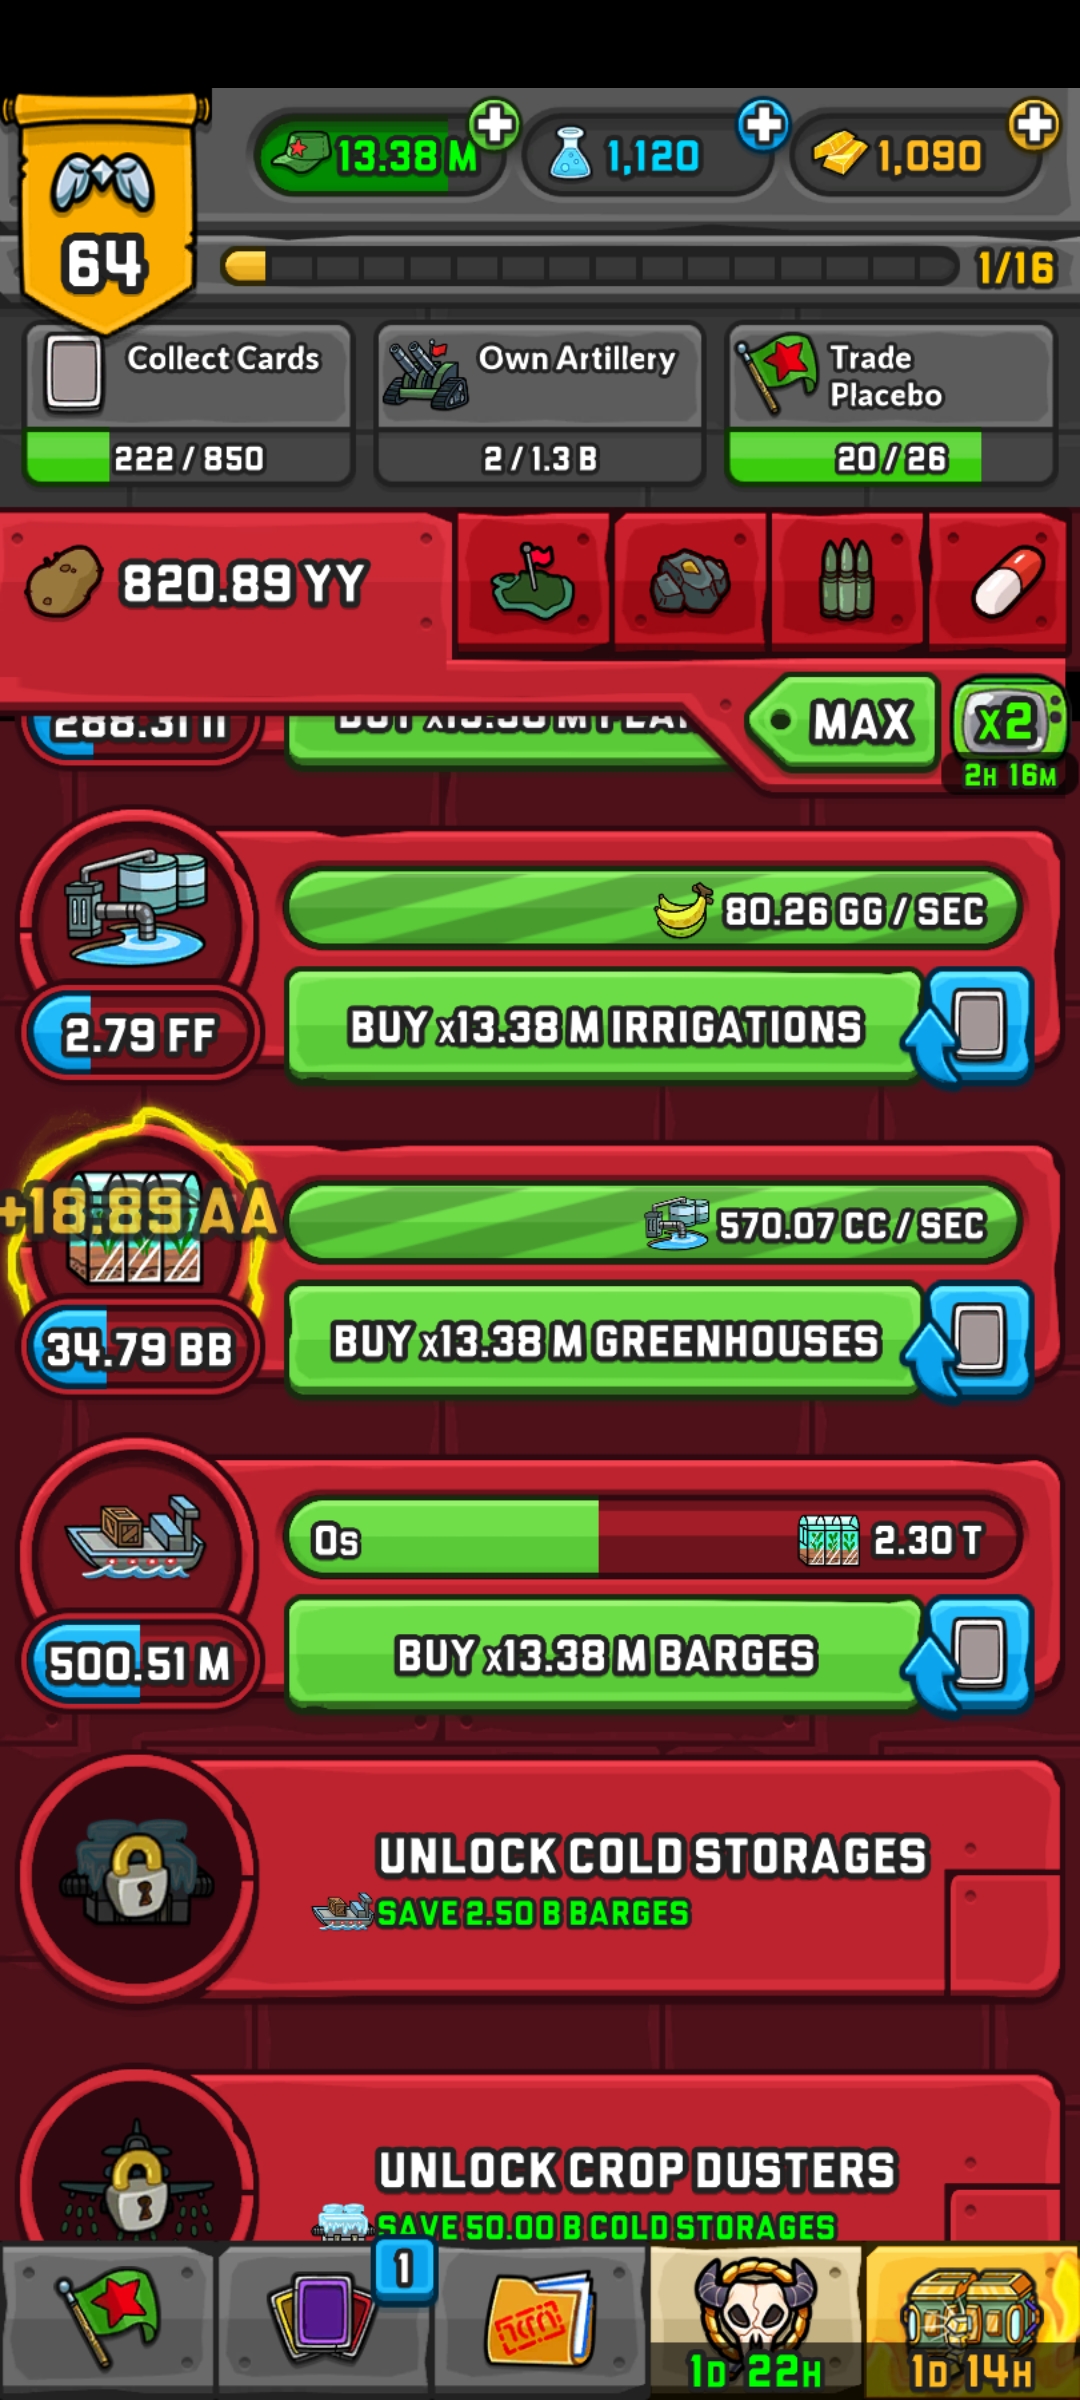 64
13.38 M
1,120
1,090
1/16
Collect Cards
222 / 850
Own Artillery
2 / 1.3 B
Trade
Placebo
20 / 26
820.89 YY
MAX
x2
2H 16M
80.26 GG / SEC
2.79 FF
BUY x13.38 M IRRIGATIONS
+18.89 AA
570.07 CC / SEC
34.79 BB
BUY x13.38 M GREENHOUSES
0s
2.30 T
500.51 M
BUY x13.38 M BARGES
UNLOCK COLD STORAGES
SAVE 2.50 B BARGES
UNLOCK CROP DUSTERS
SAVE 50.00 B COLD STORAGES
1
1D 22H
1D 14H